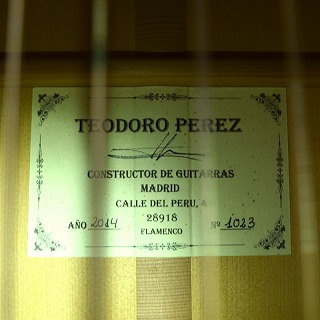 TEODORO PEREZ
CONSTRUCTOR DE GUITARRAS
MADRID
CALLE DEL PERU, 4
28918
AÑO 2014 FLAMENCO Nº 1023